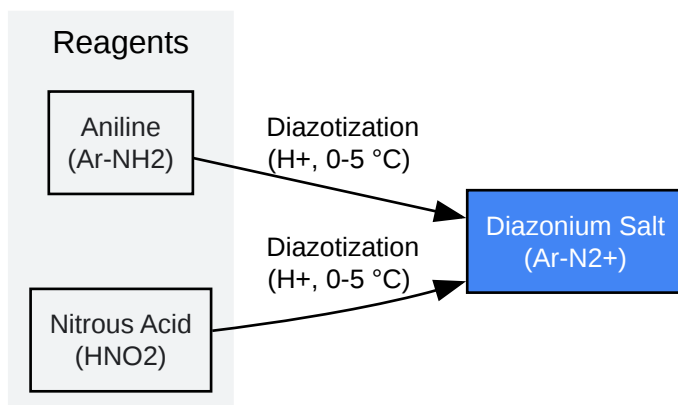 Reagents
Aniline
(Ar-NH2)
Diazotization
(H+, 0-5 °C)
Diazonium Salt
(Ar-N2+)
Diazotization
(H+, 0-5 °C)
Nitrous Acid
(HNO2)